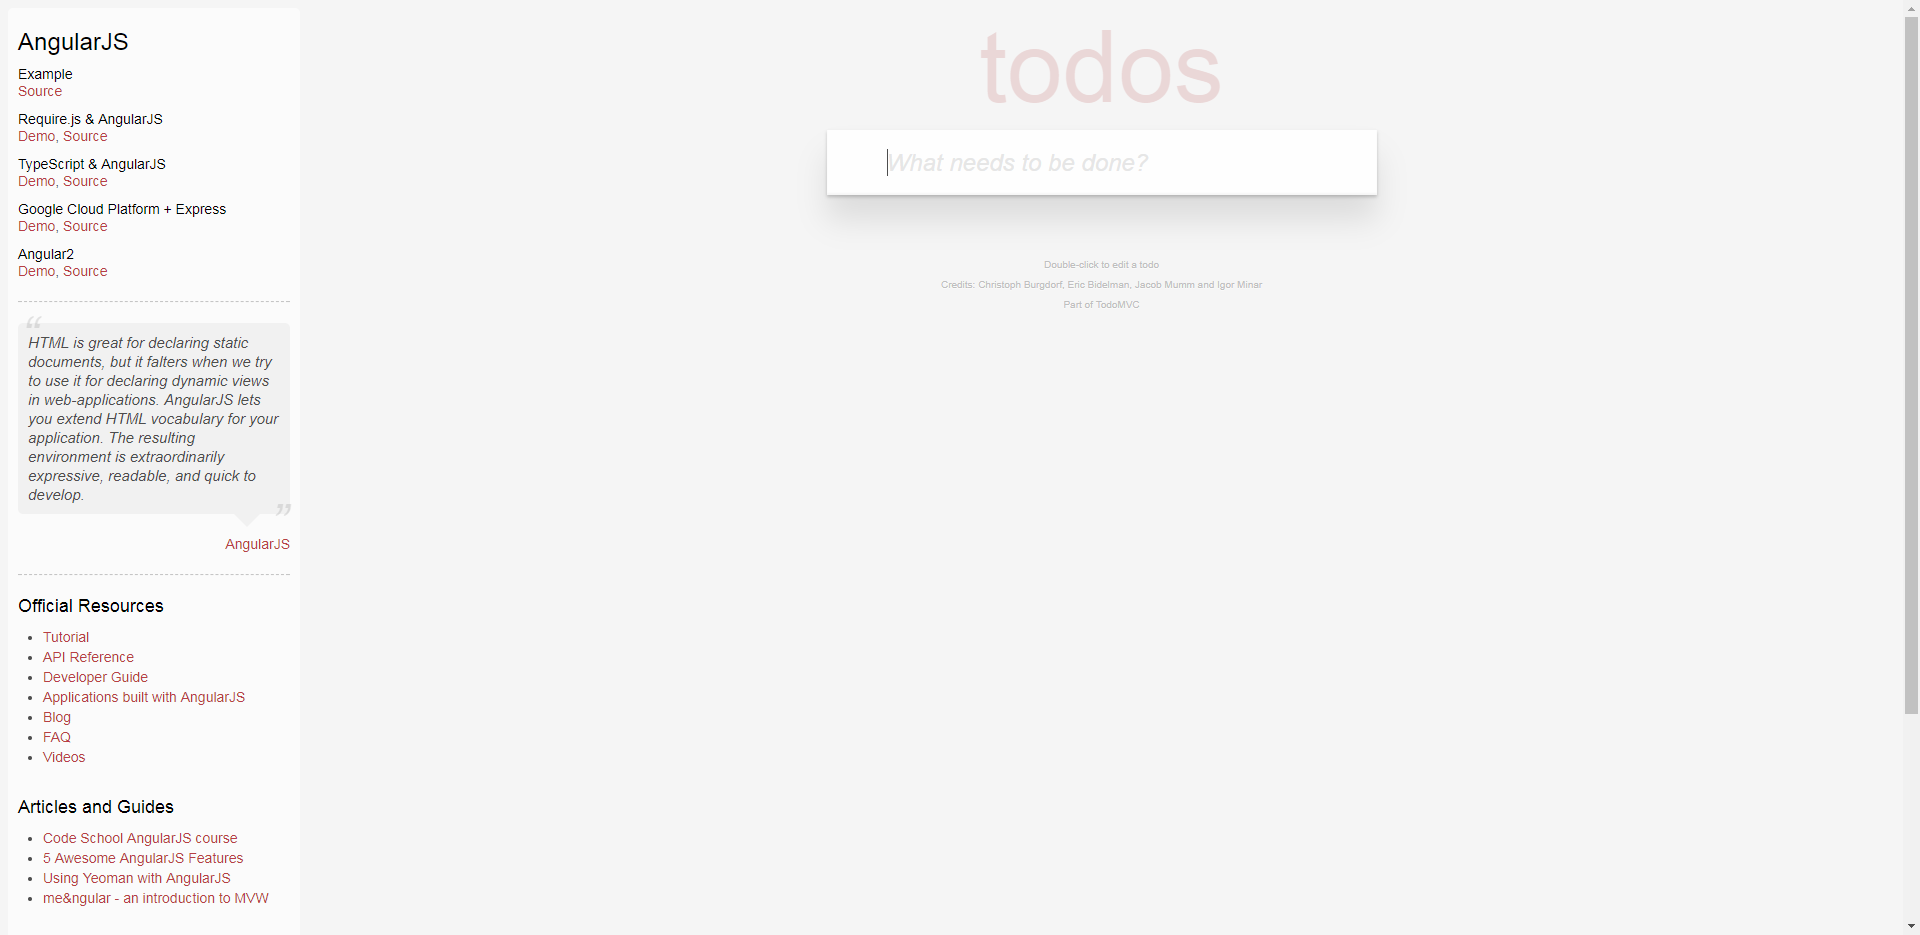 AngularJS
Example
Source
Require.js & AngularJS
Demo, Source
TypeScript & AngularJS
Demo, Source
Google Cloud Platform + Express
Demo, Source
Angular2
Demo, Source
“
HTML is great for declaring static
documents, but it falters when we try
to use it for declaring dynamic views
in web-applications. AngularJS lets
you extend HTML vocabulary for your
application. The resulting
environment is extraordinarily
expressive, readable, and quick to
develop.
”
AngularJS
Official Resources
• Tutorial
• API Reference
• Developer Guide
• Applications built with AngularJS
• Blog
• FAQ
• Videos
Articles and Guides
• Code School AngularJS course
• 5 Awesome AngularJS Features
• Using Yeoman with AngularJS
• me&ngular - an introduction to MVW
todos
What needs to be done?
Double-click to edit a todo
Credits: Christoph Burgdorf, Eric Bidelman, Jacob Mumm and Igor Minar
Part of TodoMVC